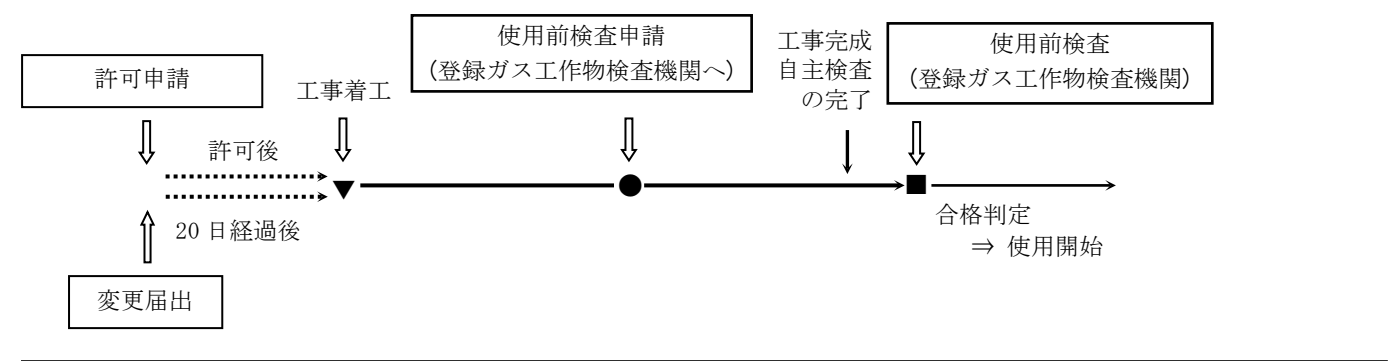 許可申請
工事着工
使用前検査申請
（登録ガス工作物検査機関へ）
工事完成
自主検査
の完了
使用前検査
（登録ガス工作物検査機関）
許可後
20 日経過後
変更届出
合格判定
⇒ 使用開始